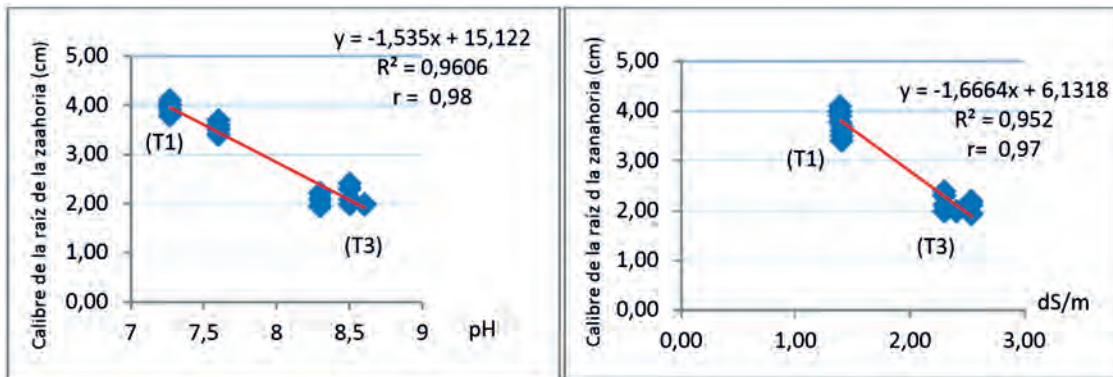 Calibre de la raíz de la zaahoria (cm)
y = -1,535x + 15,122
R² = 0,9606
r = 0,98
5,00
4,00
3,00
2,00
1,00
0,00
(T1)
(T3)
7
7,5
8
8,5
9
pH
Calibre de la raíz d la zanahoria (cm)
y = -1,6664x + 6,1318
R² = 0,952
r= 0,97
5,00
4,00
3,00
2,00
1,00
0,00
(T1)
(T3)
dS/m
0,00
1,00
2,00
3,00